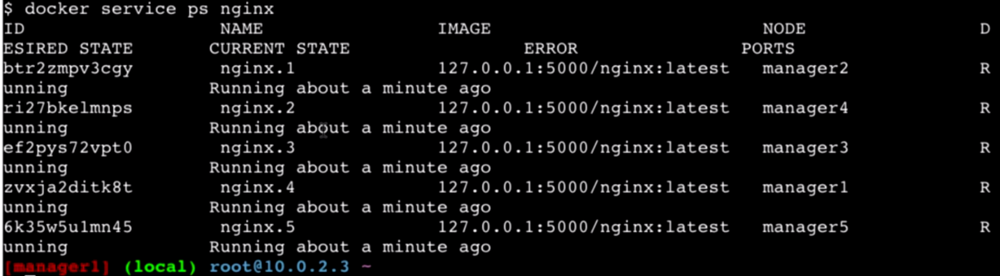 $ docker service ps nginx
ID                  NAME                IMAGE                         NODE                D
ESIRED STATE       CURRENT STATE                ERROR               PORTS
btr2zmpv3cgy        nginx.1             127.0.0.1:5000/nginx:latest   manager2            R
unning             Running about a minute ago
ri27bkelmnps        nginx.2             127.0.0.1:5000/nginx:latest   manager4            R
unning             Running about a minute ago
ef2pys72vpt0        nginx.3             127.0.0.1:5000/nginx:latest   manager3            R
unning             Running about a minute ago
zvxja2ditk8t        nginx.4             127.0.0.1:5000/nginx:latest   manager1            R
unning             Running about a minute ago
6k35w5u1mn45        nginx.5             127.0.0.1:5000/nginx:latest   manager5            R
unning             Running about a minute ago
[manager1] (local) root@10.0.2.3 ~